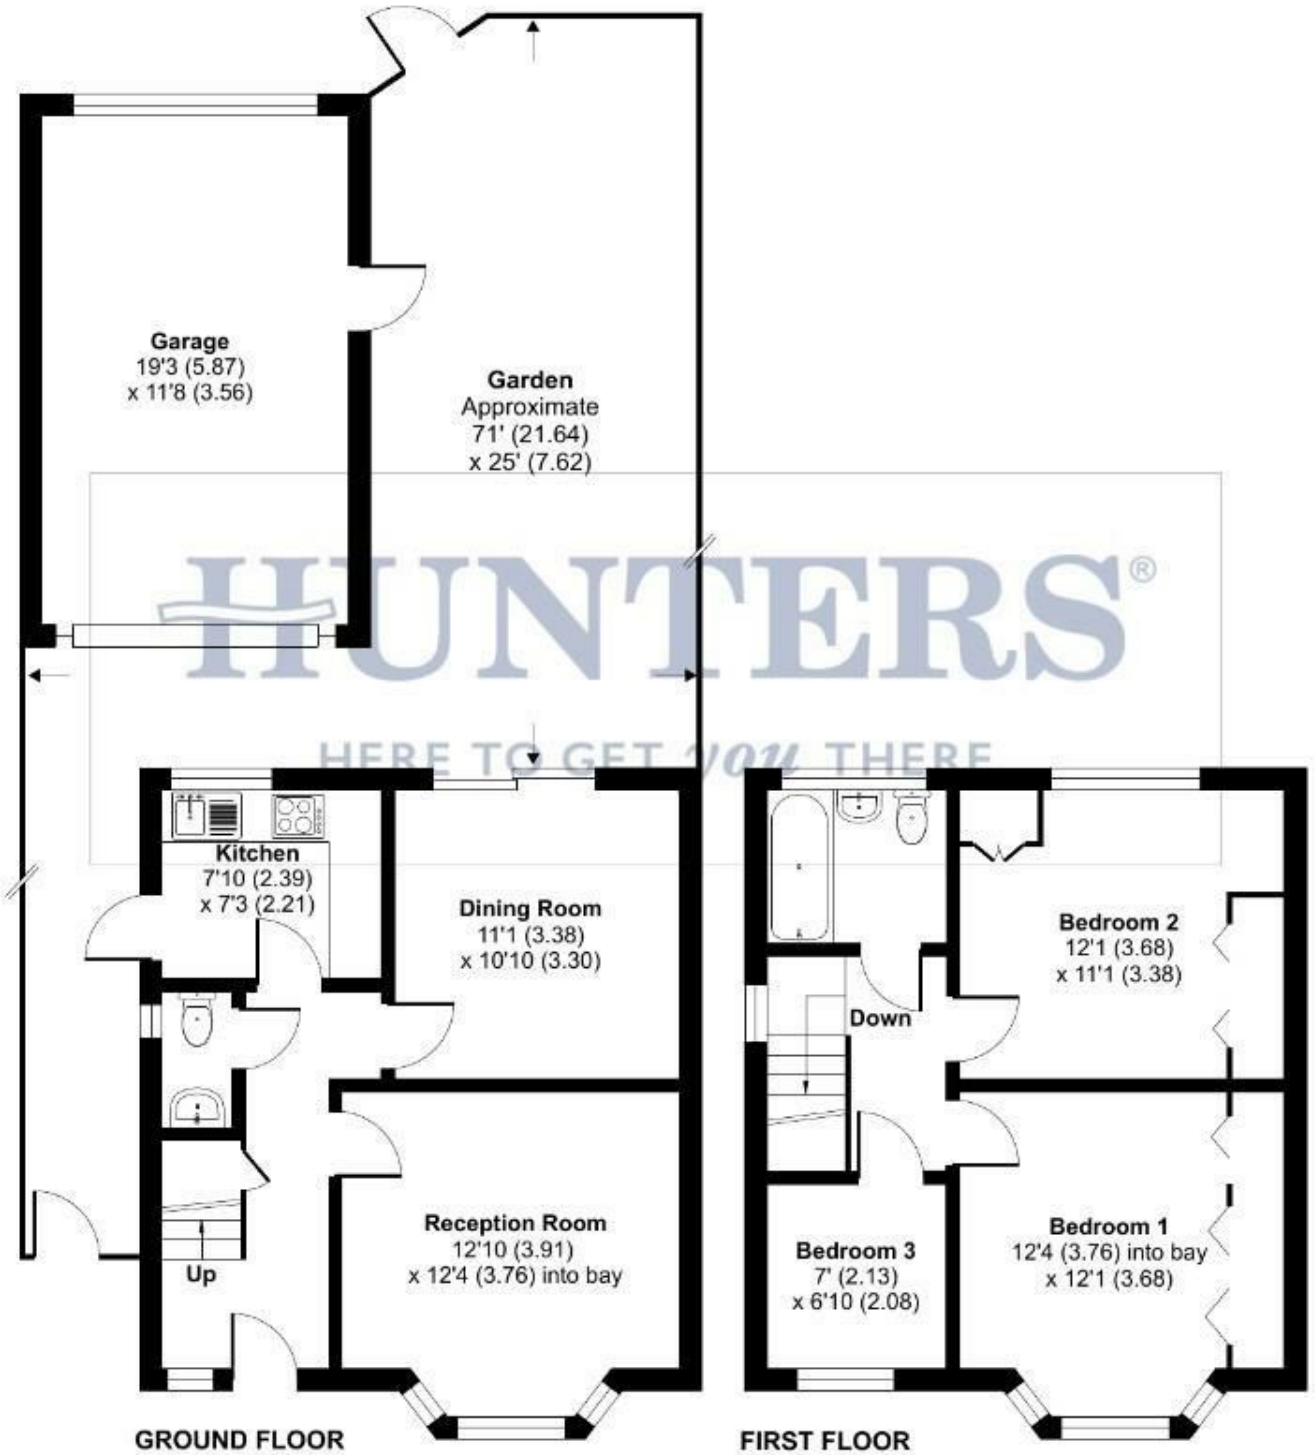 Garage
19'3 (5.87)
x 11'8 (3.56)
Garden
Approximate
71' (21.64)
x 25' (7.62)
HUNTERS®
HERE TO GET you THERE
Kitchen
7'10 (2.39)
x 7'3 (2.21)
Dining Room
11'1 (3.38)
x 10'10 (3.30)
Bedroom 2
12'1 (3.68)
x 11'1 (3.38)
Down
Reception Room
12'10 (3.91)
x 12'4 (3.76) into bay
Up
Bedroom 3
7' (2.13)
x 6'10 (2.08)
Bedroom 1
12'4 (3.76) into bay
x 12'1 (3.68)
GROUND FLOOR
FIRST FLOOR